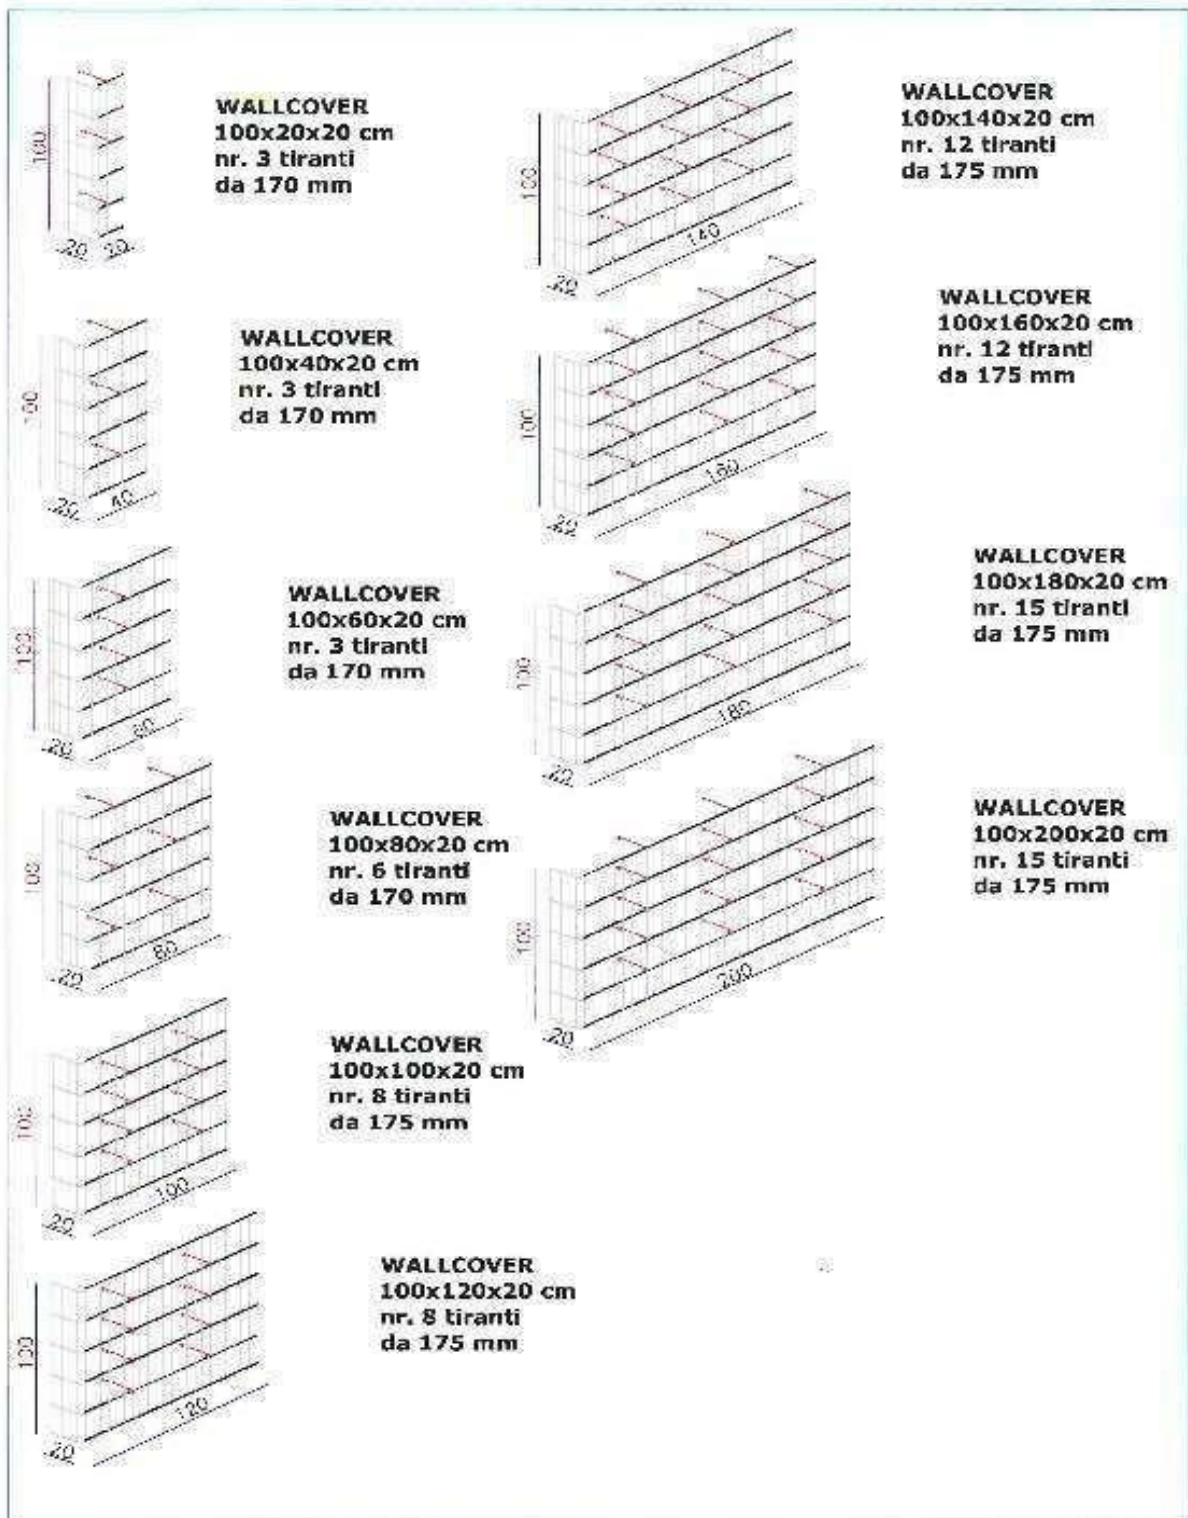 WALLCOVER
100x20x20 cm
nr. 3 tiranti
da 170 mm
100
20
20
WALLCOVER
100x40x20 cm
nr. 3 tiranti
da 170 mm
100
20
40
WALLCOVER
100x60x20 cm
nr. 3 tiranti
da 170 mm
100
20
60
WALLCOVER
100x80x20 cm
nr. 6 tiranti
da 170 mm
100
20
80
WALLCOVER
100x100x20 cm
nr. 8 tiranti
da 175 mm
100
20
100
WALLCOVER
100x120x20 cm
nr. 8 tiranti
da 175 mm
100
20
120
WALLCOVER
100x140x20 cm
nr. 12 tiranti
da 175 mm
100
20
140
WALLCOVER
100x160x20 cm
nr. 12 tiranti
da 175 mm
100
20
160
WALLCOVER
100x180x20 cm
nr. 15 tiranti
da 175 mm
100
20
180
WALLCOVER
100x200x20 cm
nr. 15 tiranti
da 175 mm
100
20
200